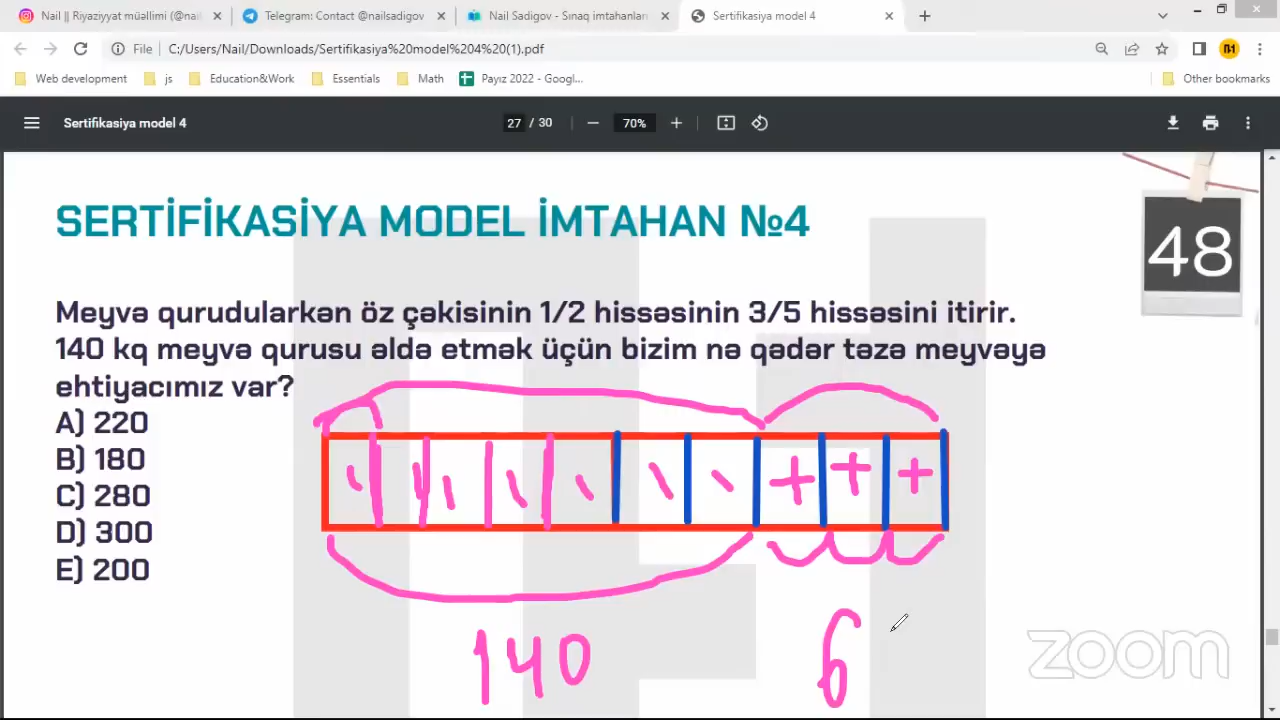 Nail || Riyaziyyat müəllimi (@nail
Telegram: Contact @nailsadigov
Nail Sadigov - Sınaq imtahanları
Sertifikasiya model 4
File
C:/Users/Nail/Downloads/Sertifikasiya%20model%204%20(1).pdf
Web development
js
Education&Work
Essentials
Math
Payız 2022 - Googl...
Other bookmarks
Sertifikasiya model 4
27 / 30
70%
SERTİFİKASİYA MODEL İMTAHAN №4
48
Meyvə qurudularkən öz çəkisinin 1/2 hissəsinin 3/5 hissəsini itirir.
140 kq meyvə qurusu əldə etmək üçün bizim nə qədər təzə meyvəyə
ehtiyacımız var?
A) 220
B) 180
C) 280
D) 300
E) 200
+ + +
140 6
zoom